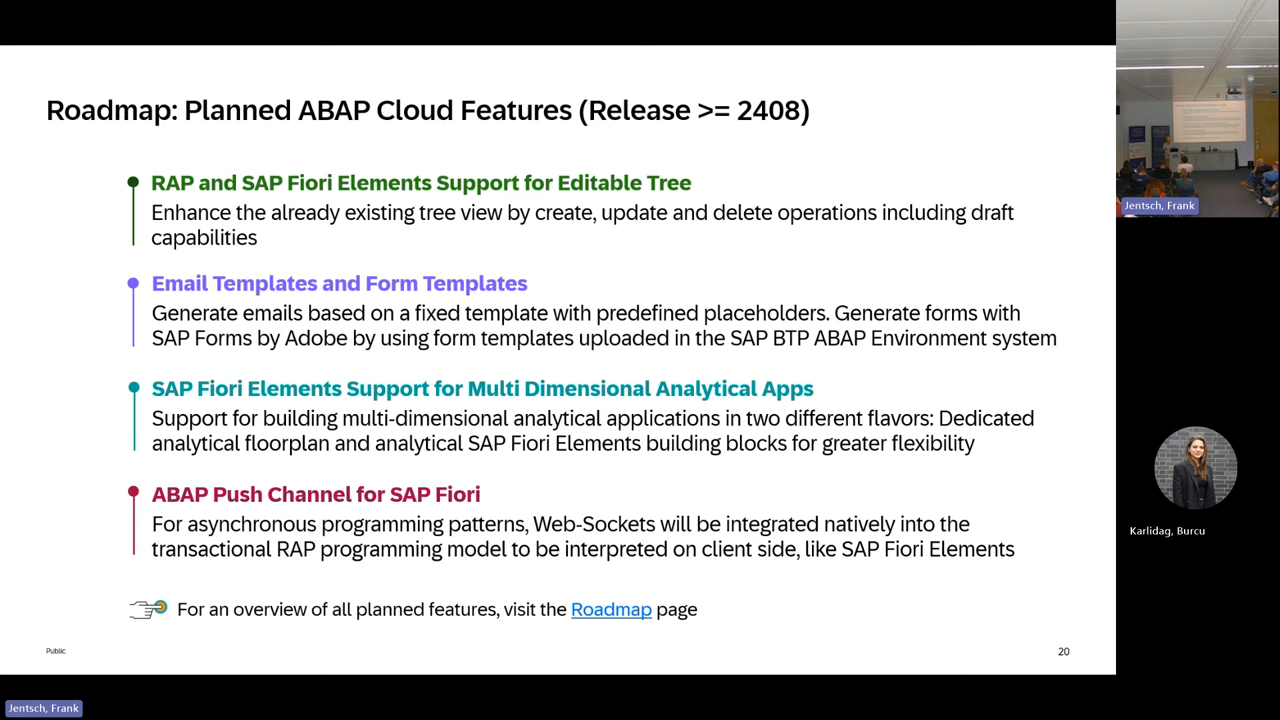 Roadmap: Planned ABAP Cloud Features (Release >= 2408)
RAP and SAP Fiori Elements Support for Editable Tree
Enhance the already existing tree view by create, update and delete operations including draft
capabilities
Email Templates and Form Templates
Generate emails based on a fixed template with predefined placeholders. Generate forms with
SAP Forms by Adobe by using form templates uploaded in the SAP BTP ABAP Environment system
SAP Fiori Elements Support for Multi Dimensional Analytical Apps
Support for building multi-dimensional analytical applications in two different flavors: Dedicated
analytical floorplan and analytical SAP Fiori Elements building blocks for greater flexibility
ABAP Push Channel for SAP Fiori
For asynchronous programming patterns, Web-Sockets will be integrated natively into the
transactional RAP programming model to be interpreted on client side, like SAP Fiori Elements
For an overview of all planned features, visit the Roadmap page
Public
20
Jentsch, Frank
Jentsch, Frank
Karlidag, Burcu